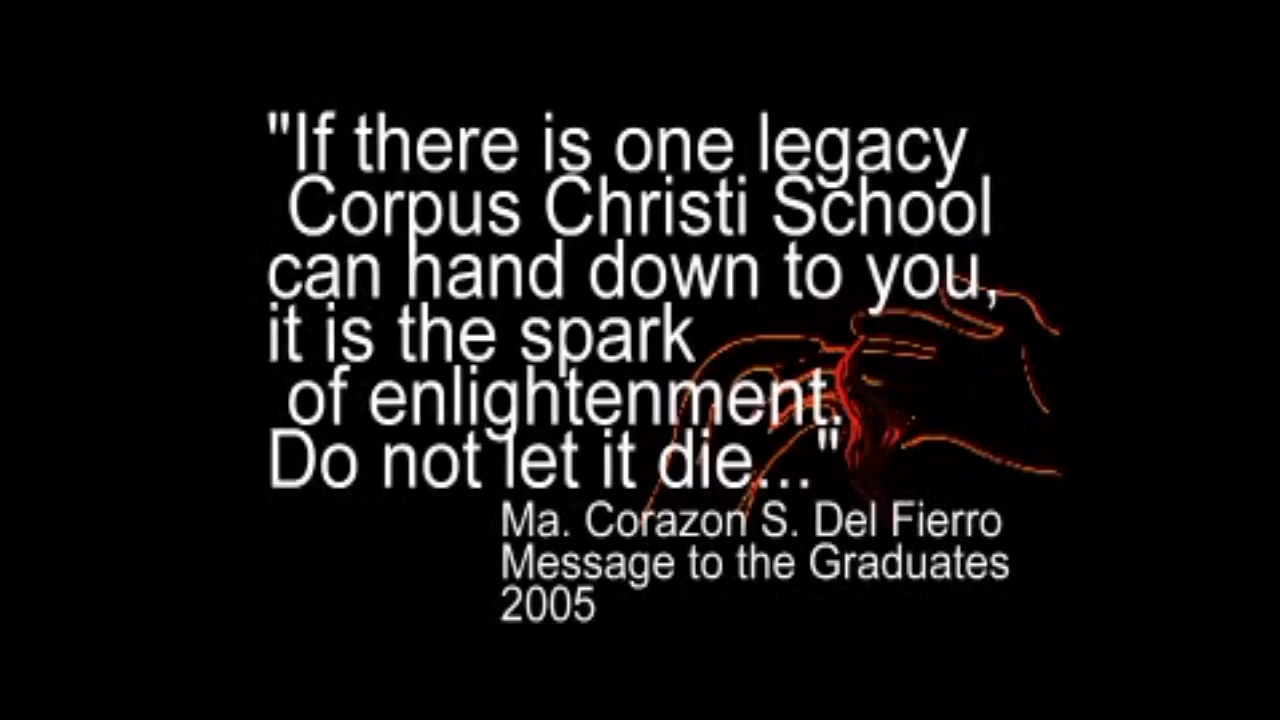 "If there is one legacy
Corpus Christi School
can hand down to you,
it is the spark
of enlightenment.
Do not let it die..."
Ma. Corazon S. Del Fierro
Message to the Graduates
2005